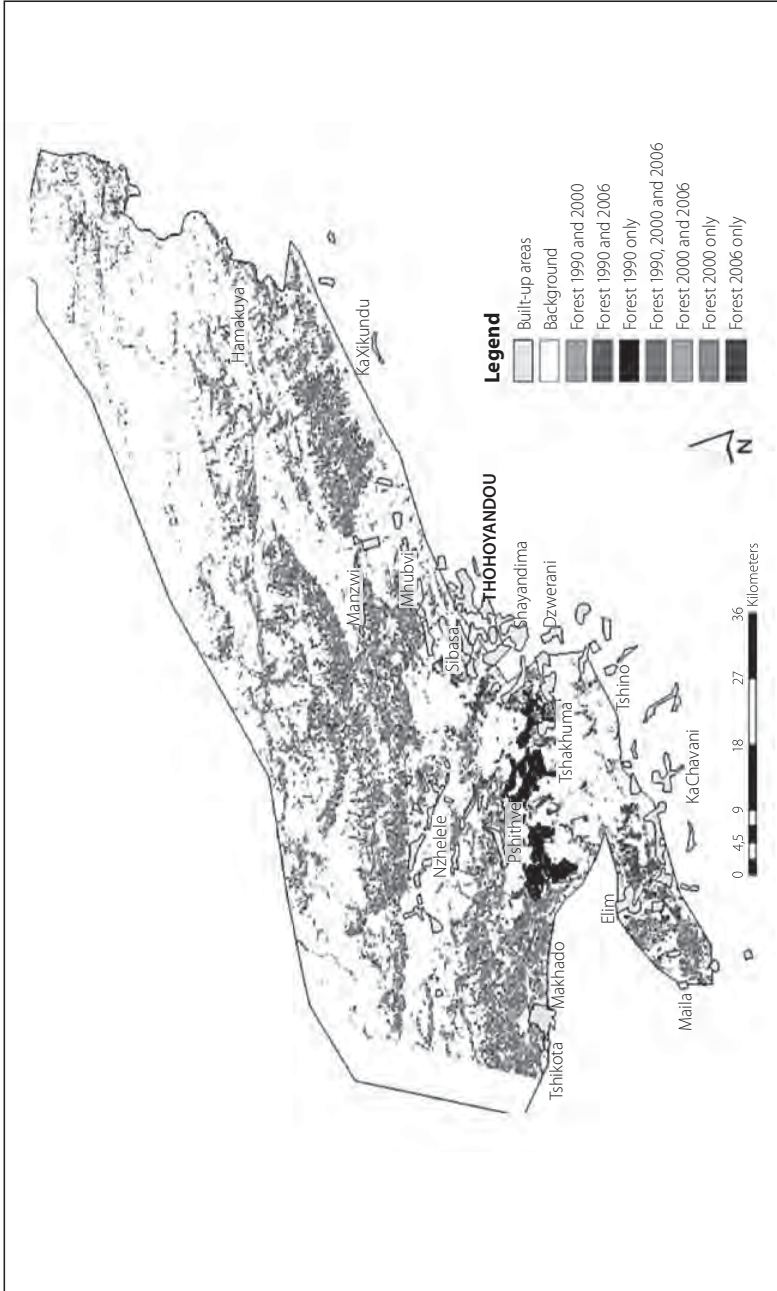 Hamakuya
KaXikundu
Manzwi
Mhubvi
THOHOYANDOU
Sibasa
Shayandima
Dzwerani
Nzhelele
Pshithve
Tshakhuma
Tshino
KaChavani
Elim
Makhado
Tshikota
Maila
Legend
Built-up areas
Background
Forest 1990 and 2000
Forest 1990 and 2006
Forest 1990 only
Forest 1990, 2000 and 2006
Forest 2000 and 2006
Forest 2000 only
Forest 2006 only
N
0 4,5 9 18 27 36
Kilometers